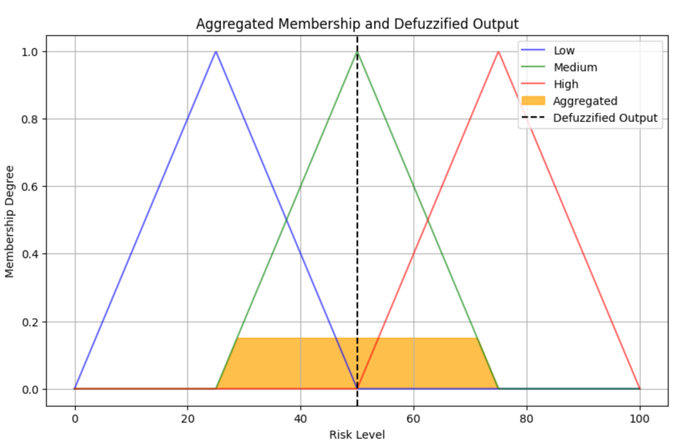 Aggregated Membership and Defuzzified Output
Low
Medium
High
Aggregated
Defuzzified Output
Membership Degree
1.0
0.8
0.6
0.4
0.2
0.0
0
20
40
60
80
100
Risk Level